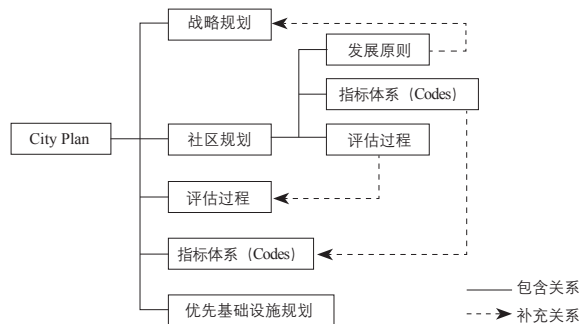 战略规划
发展原则
指标体系（Codes）
City Plan
社区规划
评估过程
评估过程
指标体系（Codes）
优先基础设施规划
包含关系
补充关系